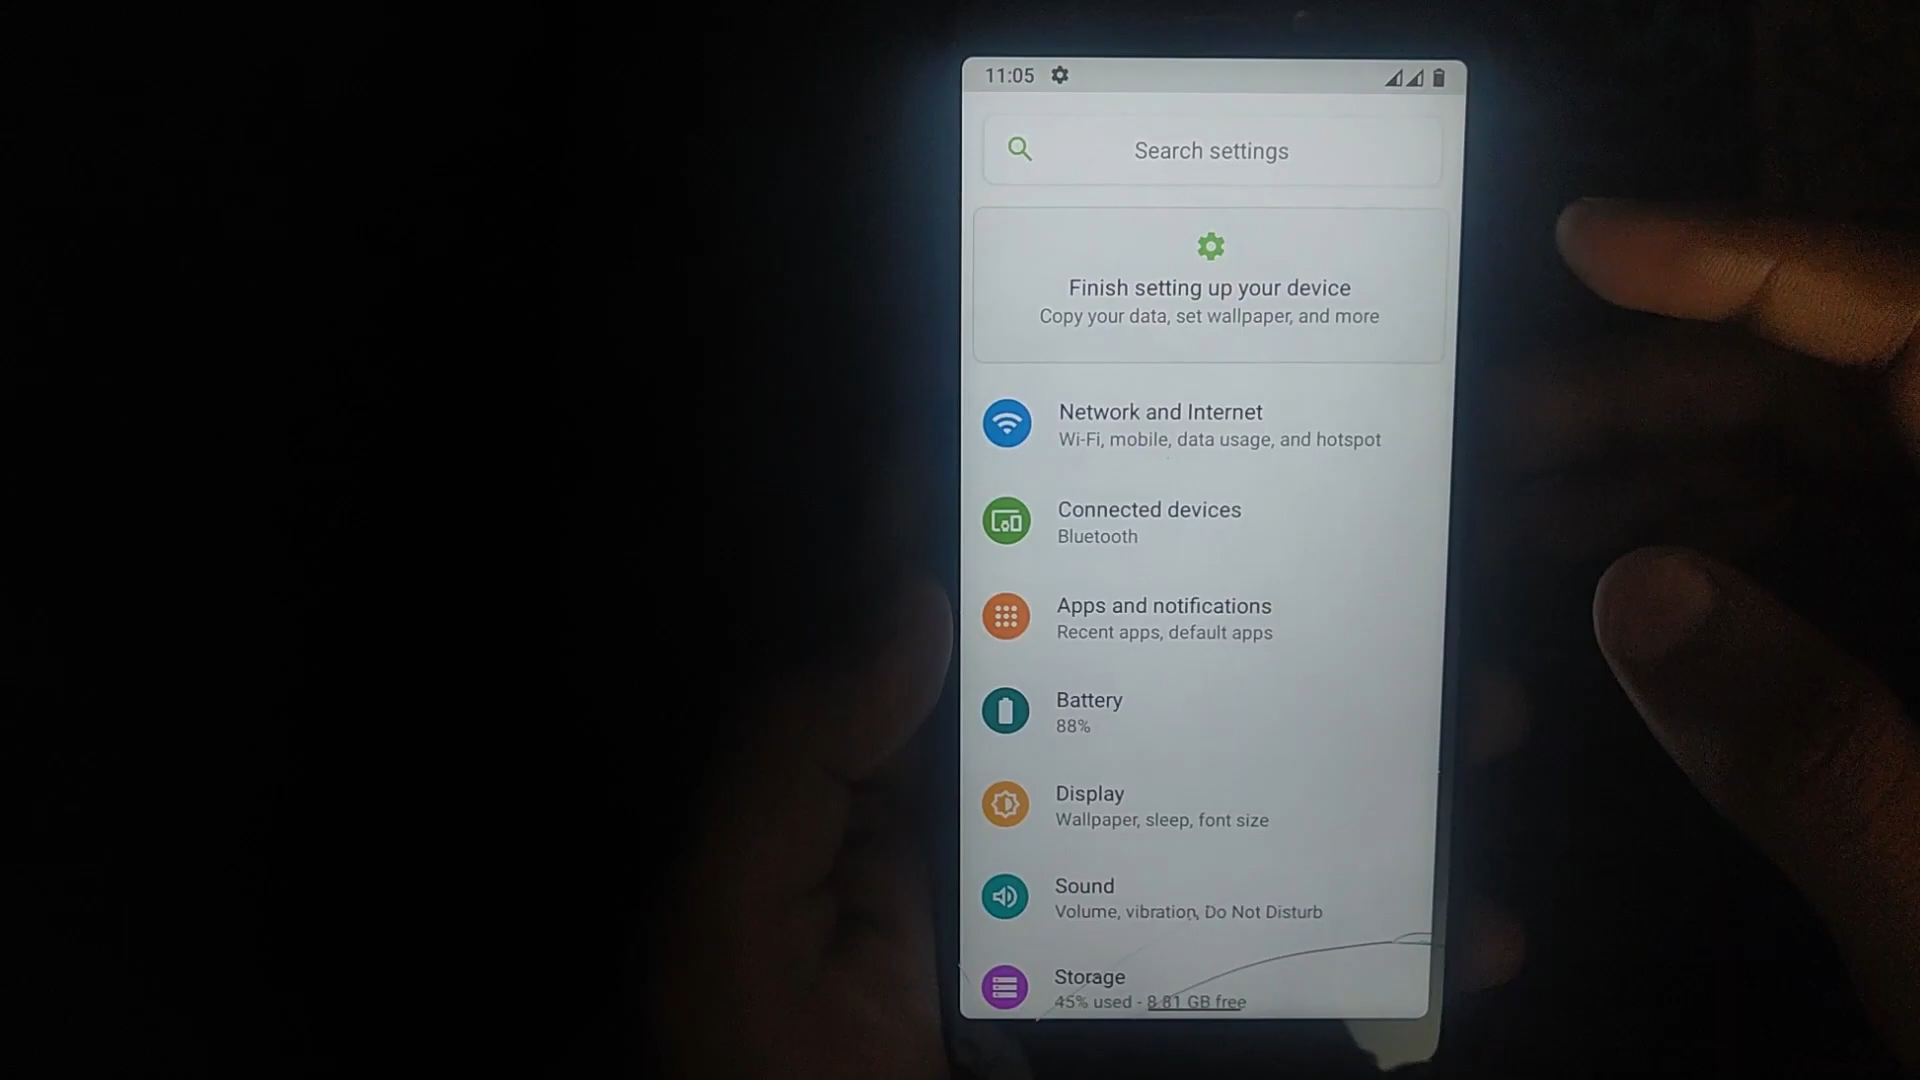 11:05
Search settings
Finish setting up your device
Copy your data, set wallpaper, and more
Network and Internet
Wi-Fi, mobile, data usage, and hotspot
Connected devices
Bluetooth
Apps and notifications
Recent apps, default apps
Battery
88%
Display
Wallpaper, sleep, font size
Sound
Volume, vibration, Do Not Disturb
Storage
45% used - 8.81 GB free